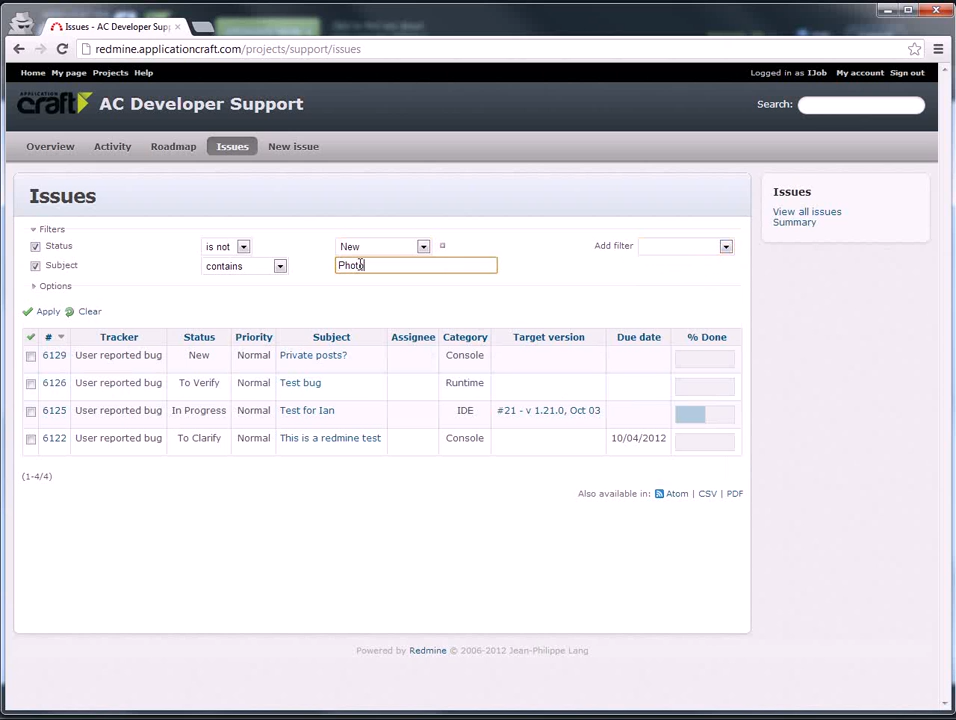 Issues - AC Developer Supp
redmine.applicationcraft.com/projects/support/issues
Home My page Projects Help
Logged in as IJob My account Sign out
APPLICATION
craft AC Developer Support
Search:
Overview Activity Roadmap Issues New issue
Issues
Filters
Status is not New Add filter
Subject contains Photo
Options
Apply Clear
# Tracker Status Priority Subject Assignee Category Target version Due date % Done
6129 User reported bug New Normal Private posts? Console
6126 User reported bug To Verify Normal Test bug Runtime
6125 User reported bug In Progress Normal Test for Ian IDE #21 - v 1.21.0, Oct 03
6122 User reported bug To Clarify Normal This is a redmine test Console 10/04/2012
(1-4/4)
Also available in: Atom | CSV | PDF
Issues
View all issues
Summary
Powered by Redmine © 2006-2012 Jean-Philippe Lang